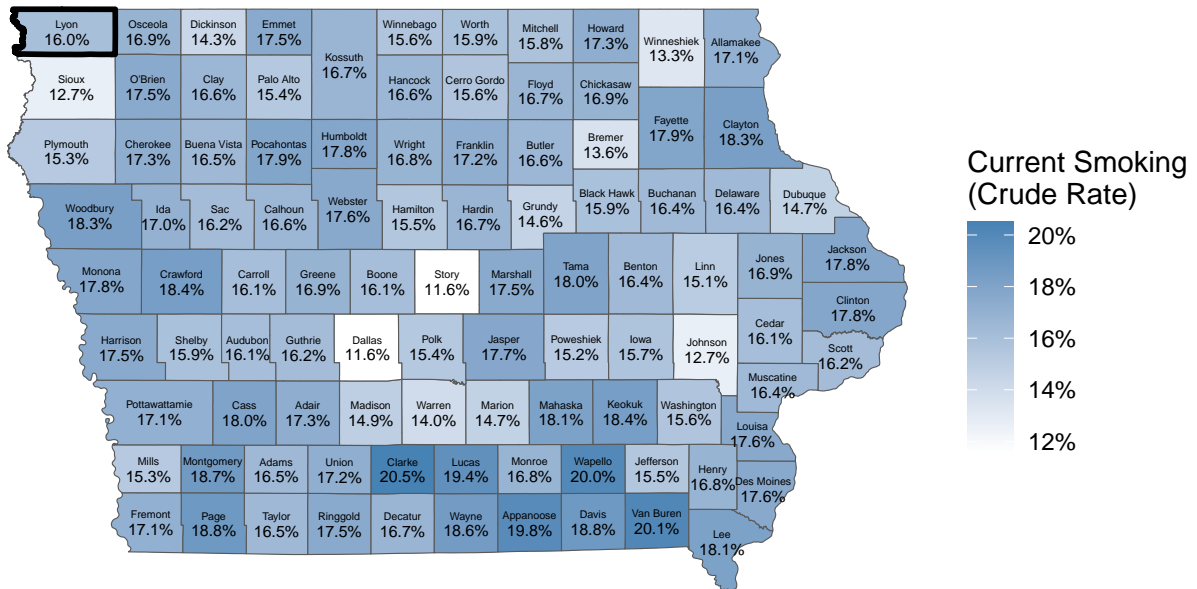 Lyon
16.0%
Osceola
16.9%
Dickinson
14.3%
Emmet
17.5%
Kossuth
16.7%
Winnebago
15.6%
Worth
15.9%
Mitchell
15.8%
Howard
17.3%
Winneshiek
13.3%
Allamakee
17.1%
Sioux
12.7%
O'Brien
17.5%
Clay
16.6%
Palo Alto
15.4%
Hancock
16.6%
Cerro Gordo
15.6%
Floyd
16.7%
Chickasaw
16.9%
Plymouth
15.3%
Cherokee
17.3%
Buena Vista
16.5%
Pocahontas
17.9%
Humboldt
17.8%
Wright
16.8%
Franklin
17.2%
Butler
16.6%
Bremer
13.6%
Fayette
17.9%
Clayton
18.3%
Woodbury
18.3%
Ida
17.0%
Sac
16.2%
Calhoun
16.6%
Webster
17.6%
Hamilton
15.5%
Hardin
16.7%
Grundy
14.6%
Black Hawk
15.9%
Buchanan
16.4%
Delaware
16.4%
Dubuque
14.7%
Monona
17.8%
Crawford
18.4%
Carroll
16.1%
Greene
16.9%
Boone
16.1%
Story
11.6%
Marshall
17.5%
Tama
18.0%
Benton
16.4%
Linn
15.1%
Jones
16.9%
Jackson
17.8%
Clinton
17.8%
Harrison
17.5%
Shelby
15.9%
Audubon
16.1%
Guthrie
16.2%
Dallas
11.6%
Polk
15.4%
Jasper
17.7%
Poweshiek
15.2%
Iowa
15.7%
Johnson
12.7%
Cedar
16.1%
Scott
16.2%
Muscatine
16.4%
Pottawattamie
17.1%
Cass
18.0%
Adair
17.3%
Madison
14.9%
Warren
14.0%
Marion
14.7%
Mahaska
18.1%
Keokuk
18.4%
Washington
15.6%
Louisa
17.6%
Mills
15.3%
Montgomery
18.7%
Adams
16.5%
Union
17.2%
Clarke
20.5%
Lucas
19.4%
Monroe
16.8%
Wapello
20.0%
Jefferson
15.5%
Henry
16.8%
Des Moines
17.6%
Fremont
17.1%
Page
18.8%
Taylor
16.5%
Ringgold
17.5%
Decatur
16.7%
Wayne
18.6%
Appanoose
19.8%
Davis
18.8%
Van Buren
20.1%
Lee
18.1%
Current Smoking
(Crude Rate)
20%
18%
16%
14%
12%